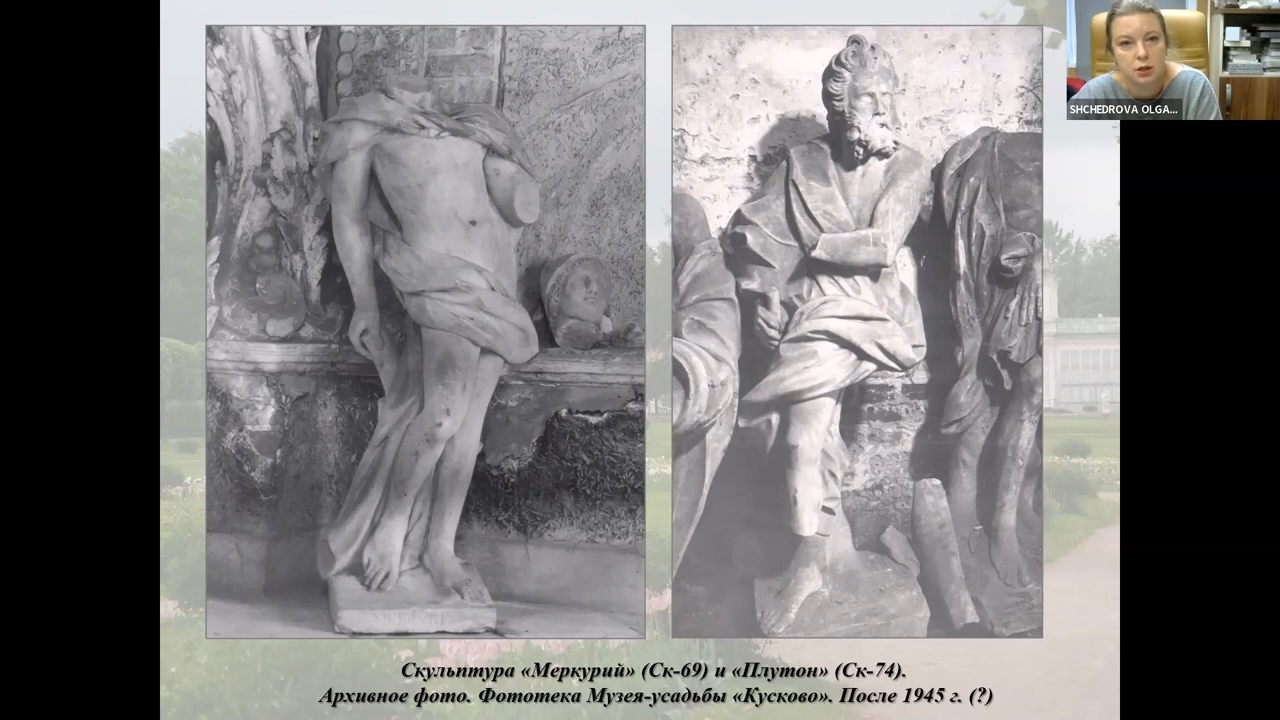 SHCHEDROVA OLGA...
Скульптура «Меркурий» (Ск-69) и «Плутон» (Ск-74).
Архивное фото. Фототека Музея-усадьбы «Кусково». После 1945 г. (?)